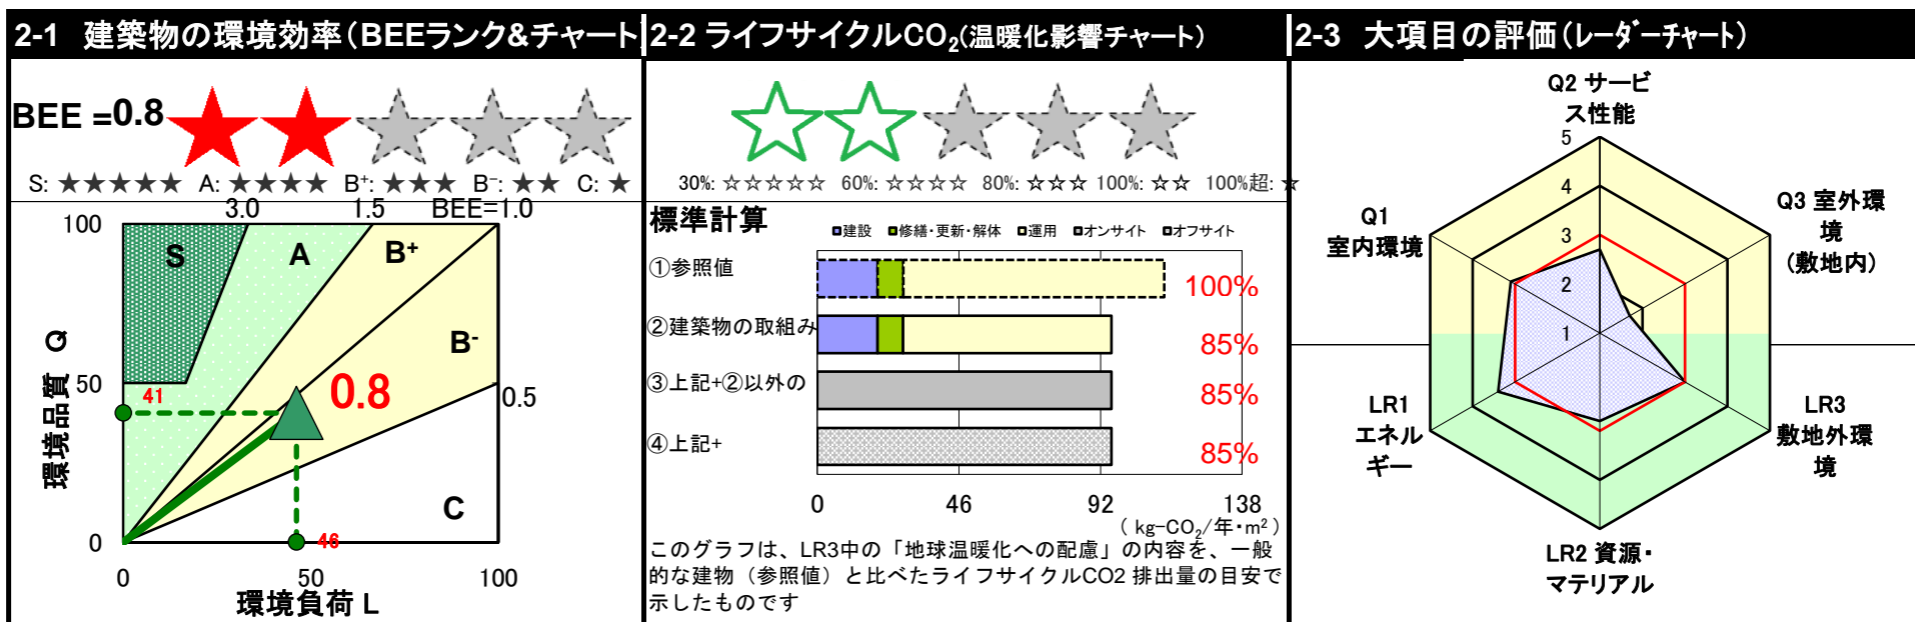 2-1 建築物の環境効率(BEEランク&チャート)
BEE =0.8
S: ★★★★★ A: ★★★★ B⁺: ★★★ B⁻: ★★ C: ★
3.0 1.5 BEE=1.0
100
S
A
B⁺
B⁻
0.8
50
41
0.5
環境品質 Q
C
46
0
0 50 100
環境負荷 L
2-2 ライフサイクルCO₂(温暖化影響チャート)
30%: ☆☆☆☆☆ 60%: ☆☆☆☆ 80%: ☆☆☆ 100%: ☆☆ 100%超: ☆
標準計算
建設 修繕・更新・解体 運用 オンサイト オフサイト
①参照値 100%
②建築物の取組み 85%
③上記+②以外の 85%
④上記+ 85%
0 46 92 138
( kg-CO₂/年・m² )
このグラフは、LR3中の「地球温暖化への配慮」の内容を、一般
的な建物（参照値）と比べたライフサイクルCO2 排出量の目安で
示したものです
2-3 大項目の評価(レーダーチャート)
Q2 サービ
ス性能
5
4
3
2
1
Q1
室内環境
Q3 室外環
境
(敷地内)
LR1
エネル
ギー
LR3
敷地外環
境
LR2 資源・
マテリアル